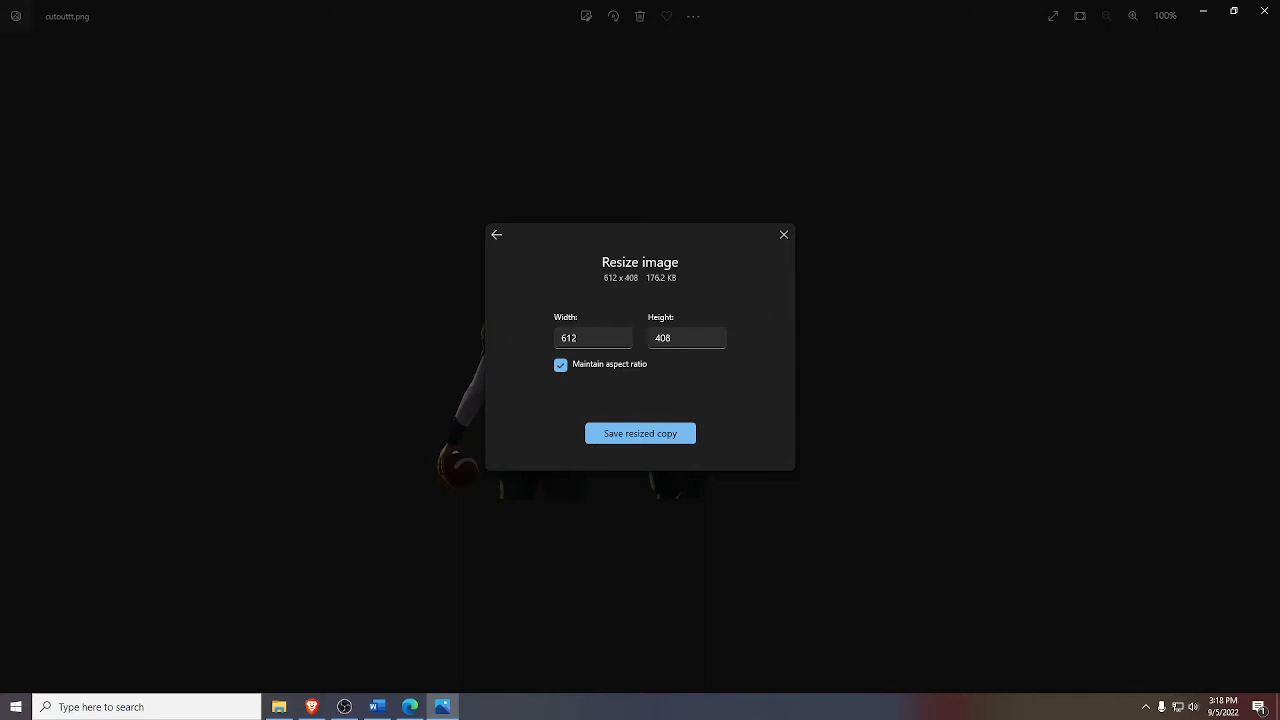 cutouttt.png
100%
Resize image
612 x 408 176.2 KB
Width: Height:
612 408
Maintain aspect ratio
Save resized copy
Type here to search
3:18 PM
9/5/2022